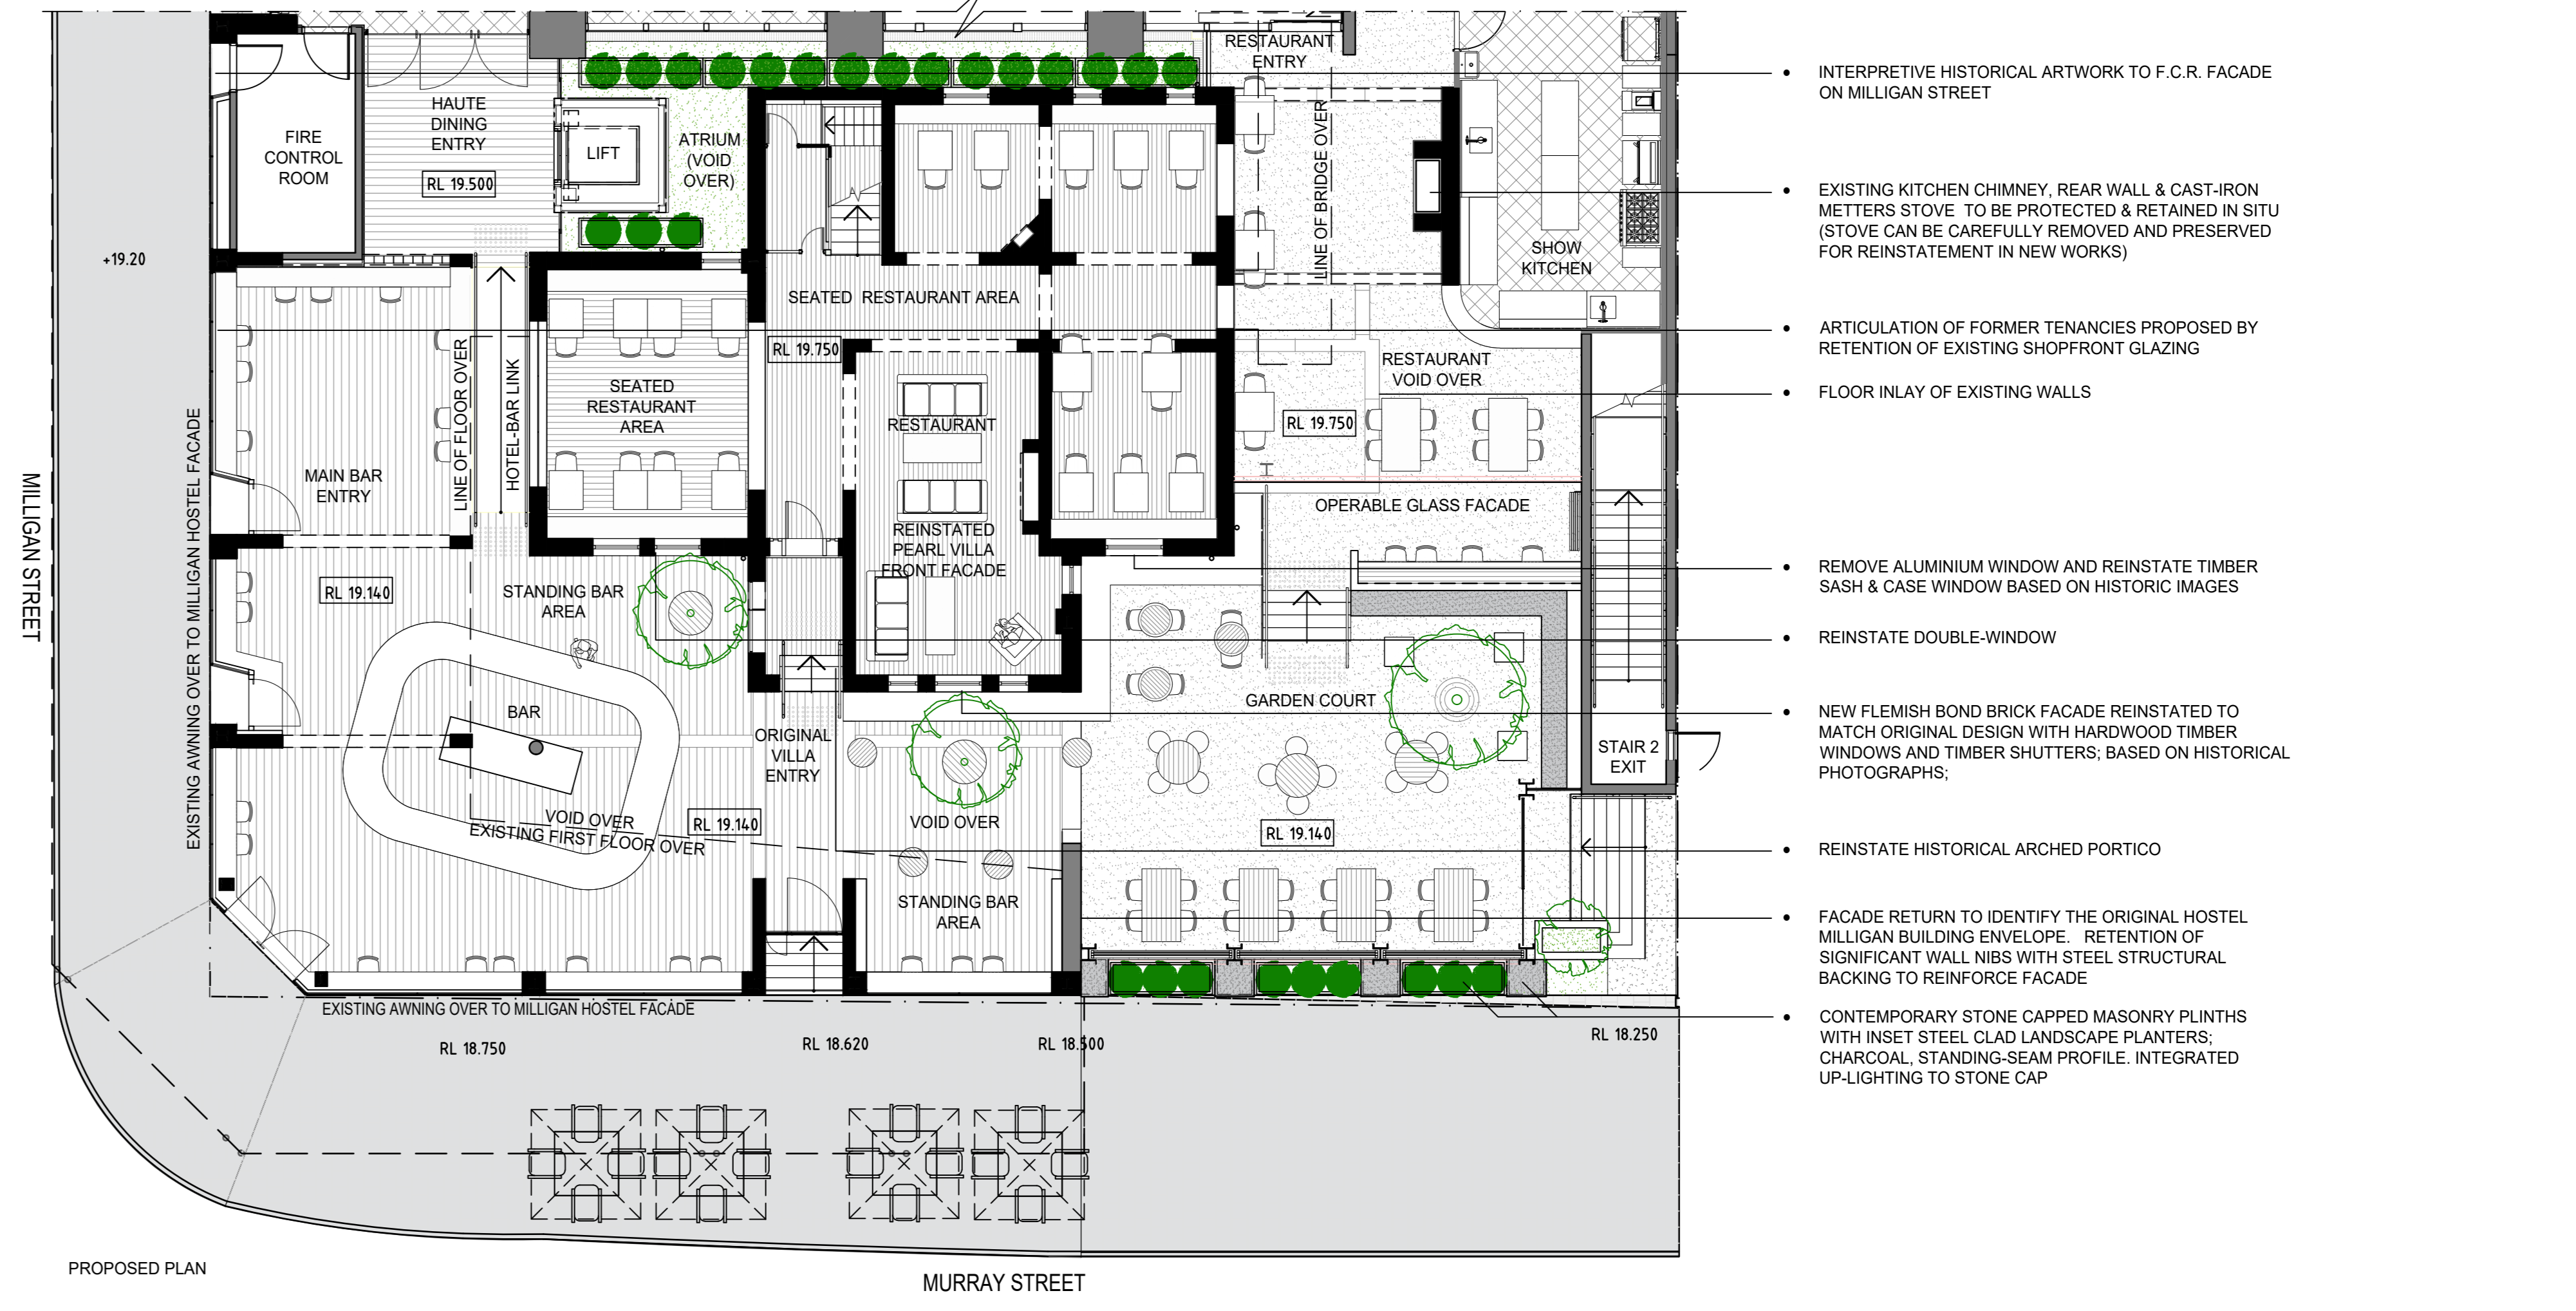 RESTAURANT
ENTRY
HAUTE
DINING
ENTRY
RL 19.500
FIRE
CONTROL
ROOM
LIFT
ATRIUM
(VOID
OVER)
LINE OF BRIDGE OVER
SHOW
KITCHEN
+19.20
SEATED RESTAURANT AREA
RL 19.750
LINE OF FLOOR OVER
HOTEL-BAR LINK
SEATED
RESTAURANT
AREA
RESTAURANT
RESTAURANT
VOID OVER
RL 19.750
MILLIGAN STREET
EXISTING AWNING OVER TO MILLIGAN HOSTEL FACADE
MAIN BAR
ENTRY
OPERABLE GLASS FACADE
REINSTATED
PEARL VILLA
FRONT FACADE
RL 19.140
STANDING BAR
AREA
BAR
GARDEN COURT
ORIGINAL
VILLA
ENTRY
STAIR 2
EXIT
VOID OVER
EXISTING FIRST FLOOR OVER
RL 19.140
VOID OVER
RL 19.140
STANDING BAR
AREA
EXISTING AWNING OVER TO MILLIGAN HOSTEL FACADE
RL 18.750
RL 18.620
RL 18.500
RL 18.250
PROPOSED PLAN
MURRAY STREET
• INTERPRETIVE HISTORICAL ARTWORK TO F.C.R. FACADE
ON MILLIGAN STREET
• EXISTING KITCHEN CHIMNEY, REAR WALL & CAST-IRON
METTERS STOVE TO BE PROTECTED & RETAINED IN SITU
(STOVE CAN BE CAREFULLY REMOVED AND PRESERVED
FOR REINSTATEMENT IN NEW WORKS)
• ARTICULATION OF FORMER TENANCIES PROPOSED BY
RETENTION OF EXISTING SHOPFRONT GLAZING
• FLOOR INLAY OF EXISTING WALLS
• REMOVE ALUMINIUM WINDOW AND REINSTATE TIMBER
SASH & CASE WINDOW BASED ON HISTORIC IMAGES
• REINSTATE DOUBLE-WINDOW
• NEW FLEMISH BOND BRICK FACADE REINSTATED TO
MATCH ORIGINAL DESIGN WITH HARDWOOD TIMBER
WINDOWS AND TIMBER SHUTTERS; BASED ON HISTORICAL
PHOTOGRAPHS;
• REINSTATE HISTORICAL ARCHED PORTICO
• FACADE RETURN TO IDENTIFY THE ORIGINAL HOSTEL
MILLIGAN BUILDING ENVELOPE. RETENTION OF
SIGNIFICANT WALL NIBS WITH STEEL STRUCTURAL
BACKING TO REINFORCE FACADE
• CONTEMPORARY STONE CAPPED MASONRY PLINTHS
WITH INSET STEEL CLAD LANDSCAPE PLANTERS;
CHARCOAL, STANDING-SEAM PROFILE. INTEGRATED
UP-LIGHTING TO STONE CAP